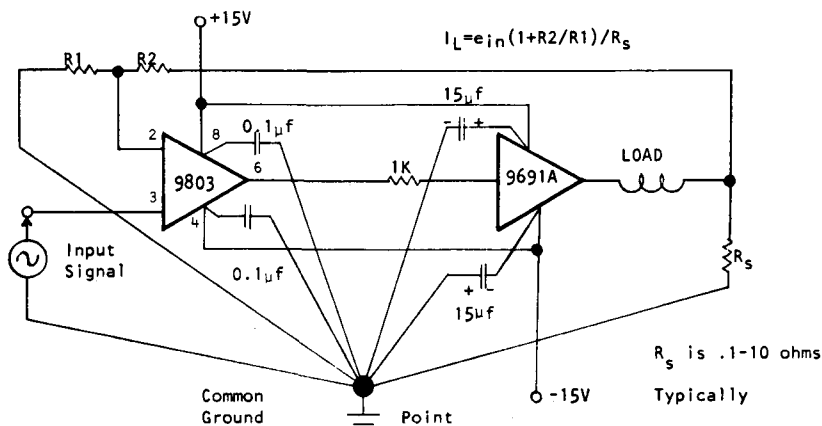 +15V
I_L=e_in(1+R2/R1)/R_s
R1
R2
15µf
- +
2
8
0.1µf
6
9803
1K
9691A
LOAD
3
4
Input
Signal
0.1µf
+ -
15µf
R_s
R_s is .1-10 ohms
Typically
-15V
Common
Ground
Point